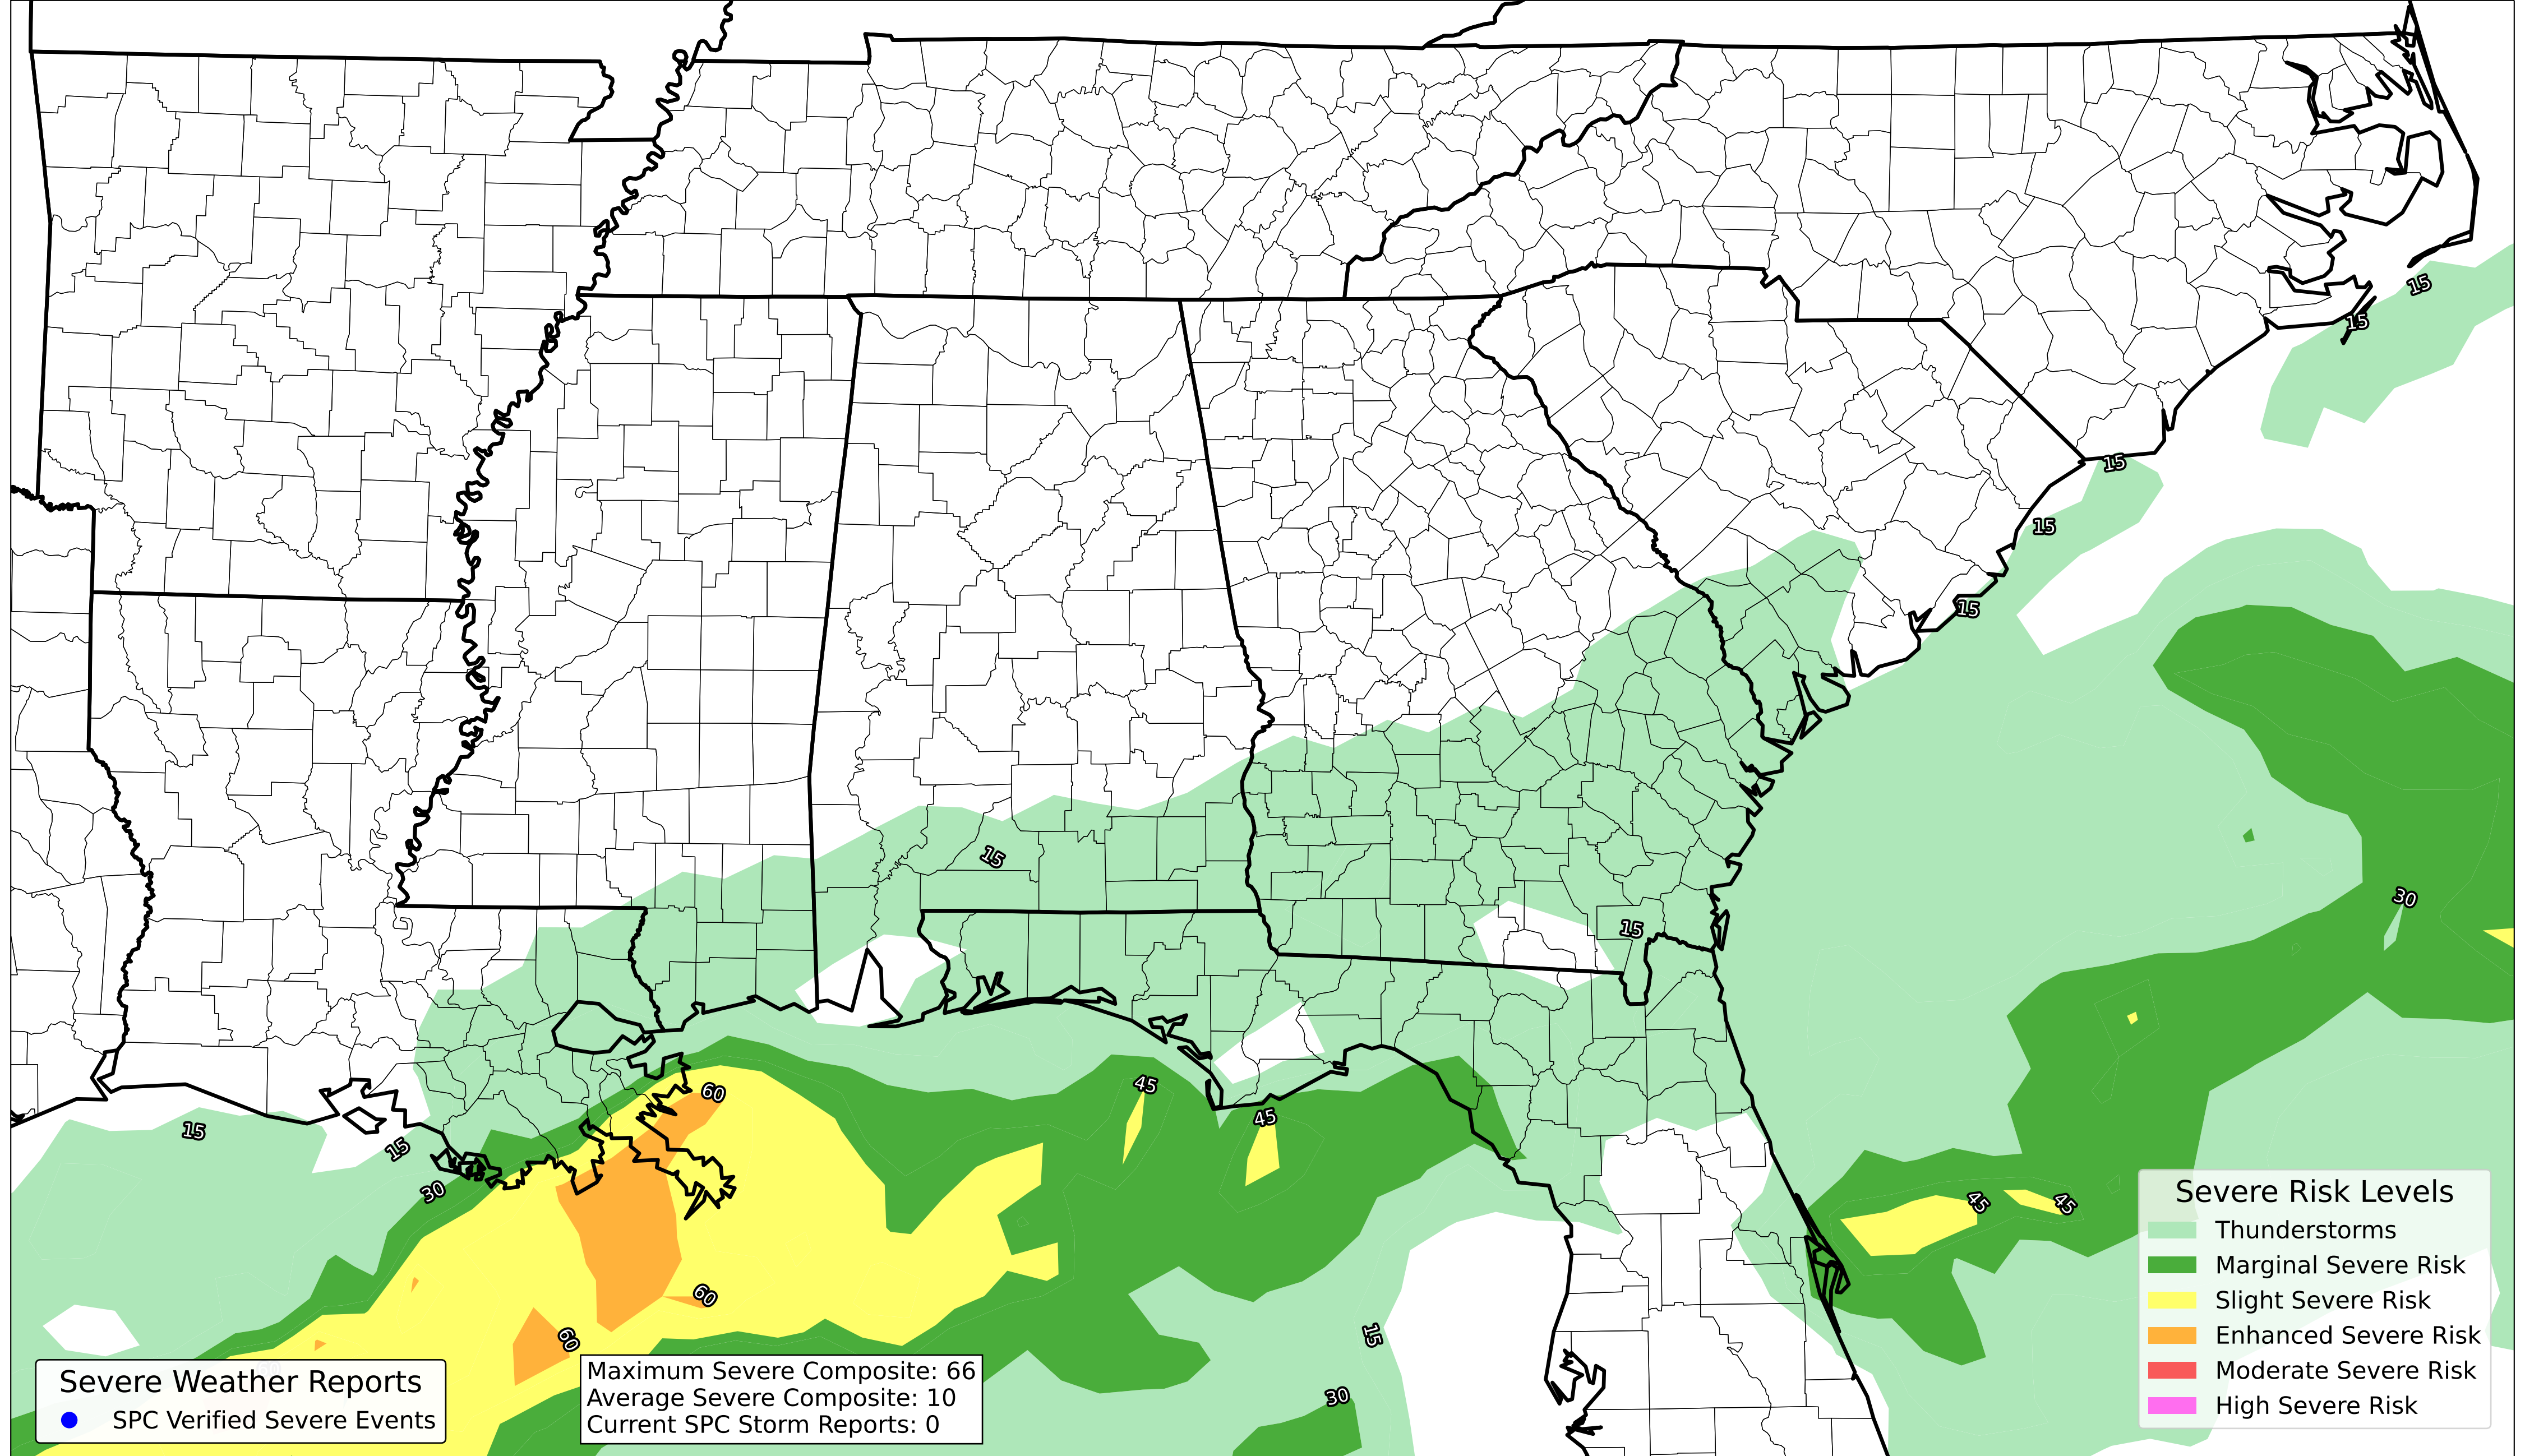 15
15
15
15
15
30
15
15
60
45
45
15
15
30
45
45
60
60
15
30
Severe Risk Levels
Thunderstorms
Marginal Severe Risk
Slight Severe Risk
Enhanced Severe Risk
Moderate Severe Risk
High Severe Risk
Severe Weather Reports
SPC Verified Severe Events
Maximum Severe Composite: 66
Average Severe Composite: 10
Current SPC Storm Reports: 0